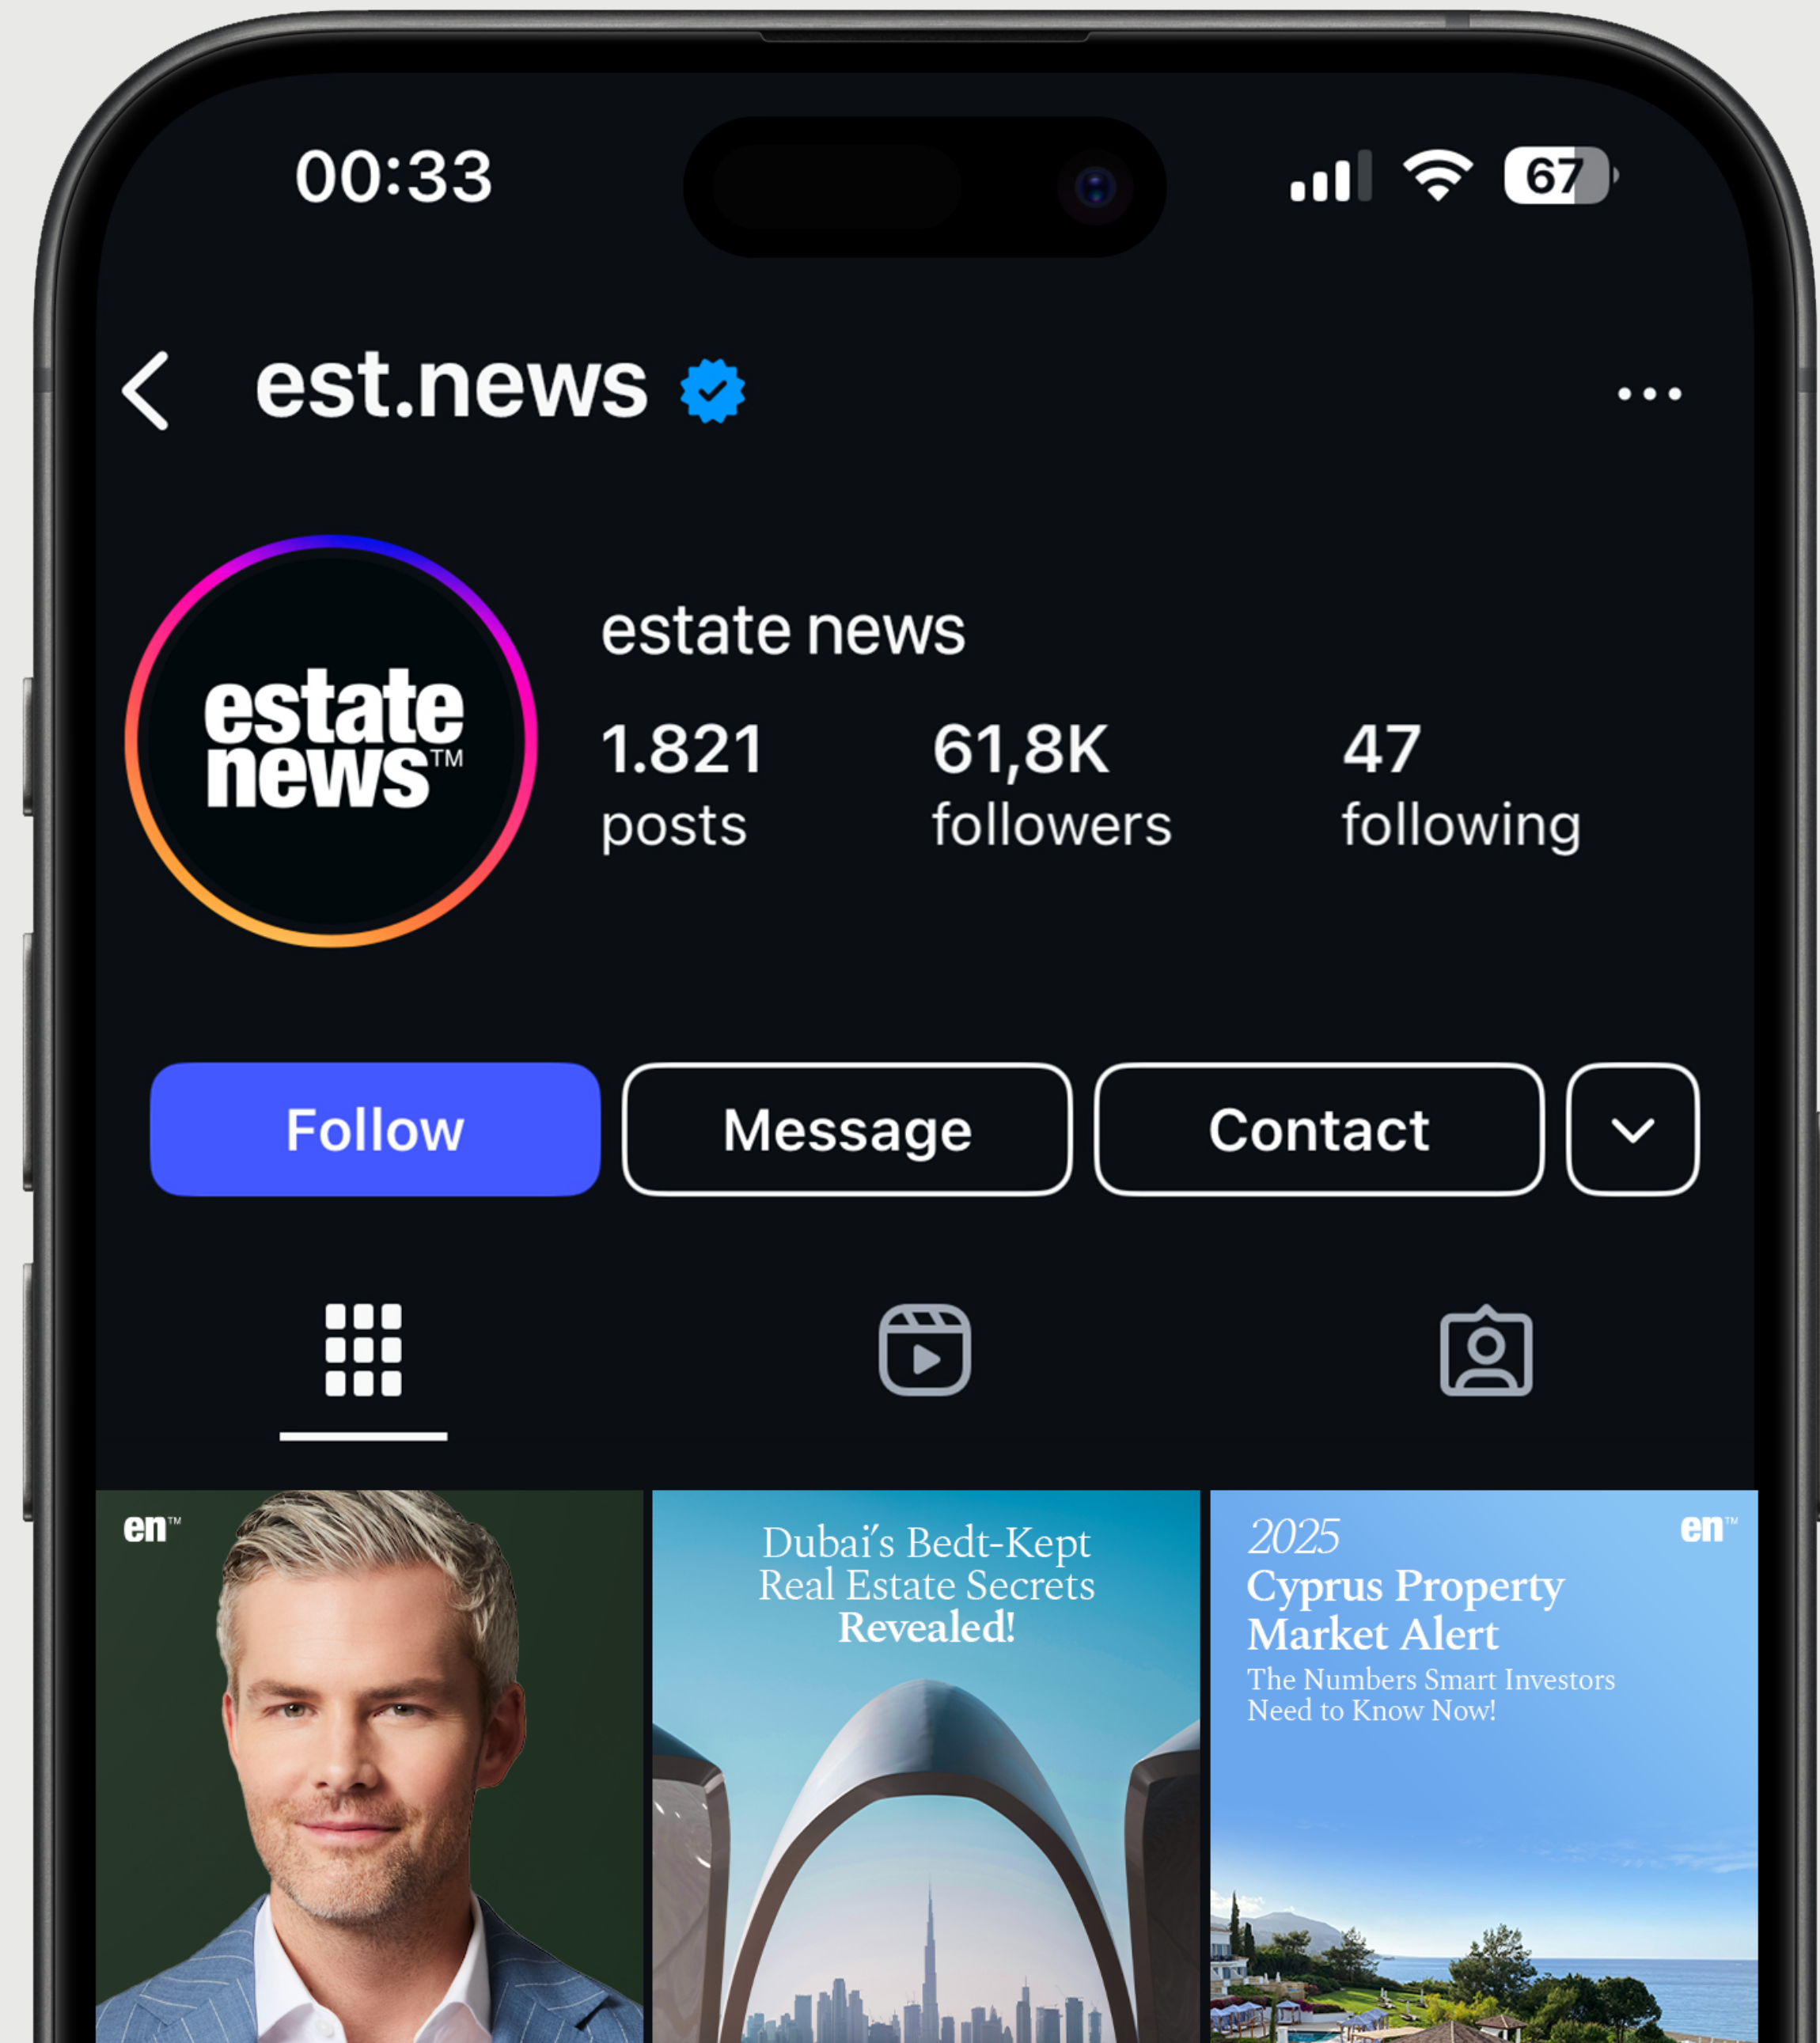 00:33
67
est.news
estate
news™
estate news
1.821
61,8K
47
posts
followers
following
Follow
Message
Contact
en™
Dubai's Bedt-Kept
Real Estate Secrets
Revealed!
2025
en™
Cyprus Property
Market Alert
The Numbers Smart Investors
Need to Know Now!